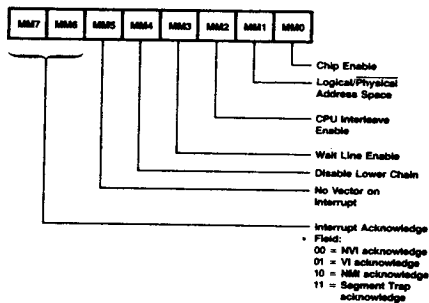 MM7 MM6 MM5 MM4 MM3 MM2 MM1 MM0
Chip Enable
Logical/Physical
Address Space
CPU Interleave
Enable
Wait Line Enable
Disable Lower Chain
No Vector on
Interrupt
Interrupt Acknowledge
Field:
00 = NVI acknowledge
01 = VI acknowledge
10 = NMI acknowledge
11 = Segment Trap
acknowledge